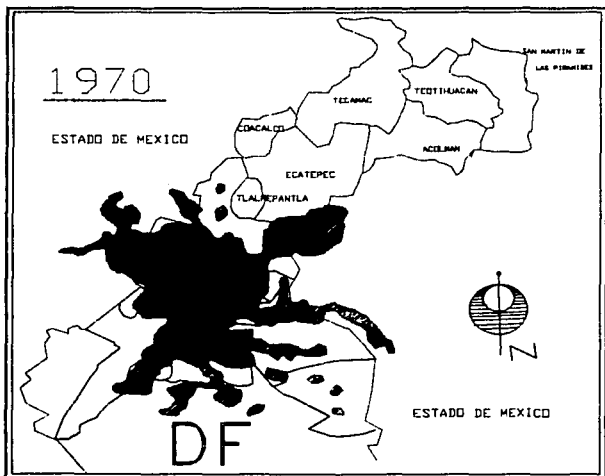 1970
ESTADO DE MEXICO
SAN MARTIN DE
LAS PIRAMIDES
TEOTIHUACAN
TECAMAC
COACALCO
ACOLMAN
ECATEPEC
TLALNEPANTLA
N
ESTADO DE MEXICO
DF